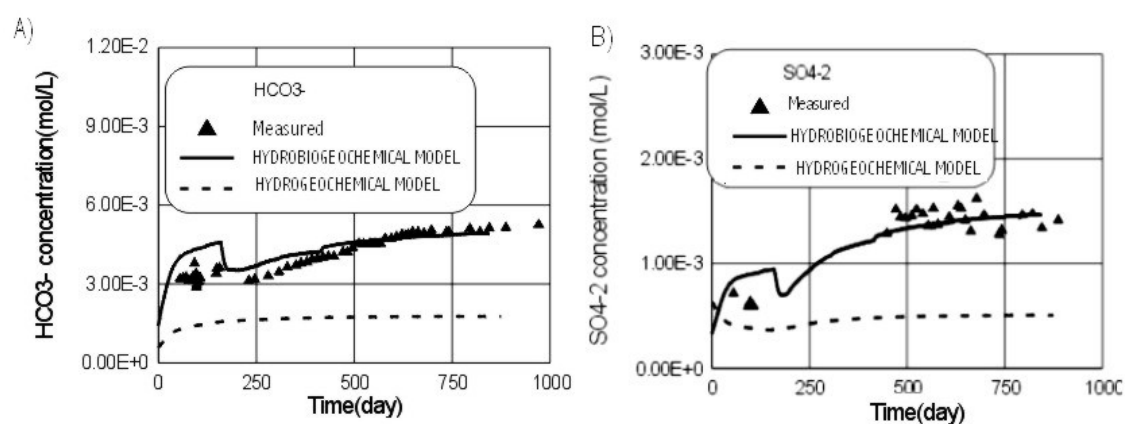 A)
HCO3- concentration(mol/L)
1.20E-2
9.00E-3
6.00E-3
3.00E-3
0.00E+0
HCO3-
Measured
HYDROBIOGEOCHEMICAL MODEL
HYDROGEOCHEMICAL MODEL
0 250 500 750 1000
Time(day)
B)
SO4-2 concentration (mol/L)
3.00E-3
2.00E-3
1.00E-3
0.00E+0
SO4-2
Measured
HYDROBIOGEOCHEMICAL MODEL
HYDROGEOCHEMICAL MODEL
0 250 500 750 1000
Time(day)